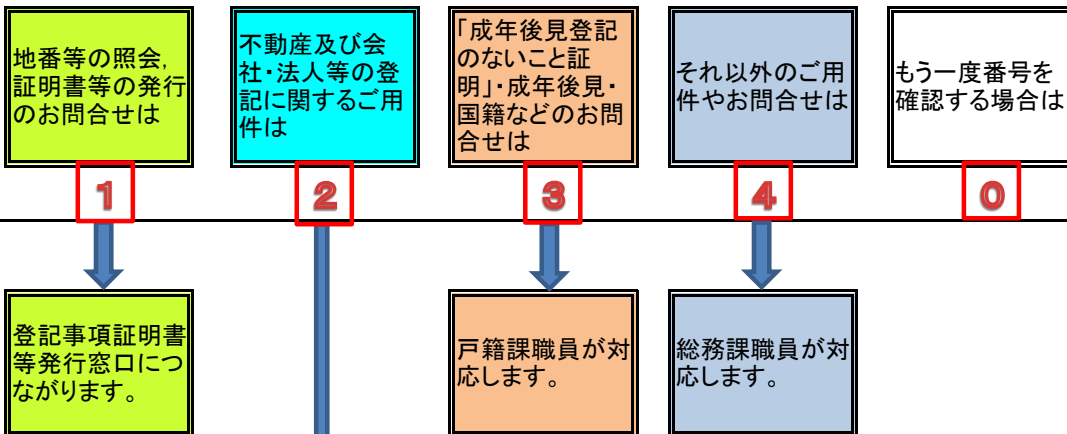 地番等の照会,
証明書等の発行
のお問合せは
不動産及び会
社・法人等の登
記に関するご用
件は
「成年後見登記
のないこと証
明」・成年後見・
国籍などのお問
合せは
それ以外のご用
件やお問合せは
もう一度番号を
確認する場合は
1
2
3
4
0
登記事項証明書
等発行窓口につ
ながります。
戸籍課職員が対
応します。
総務課職員が対
応します。